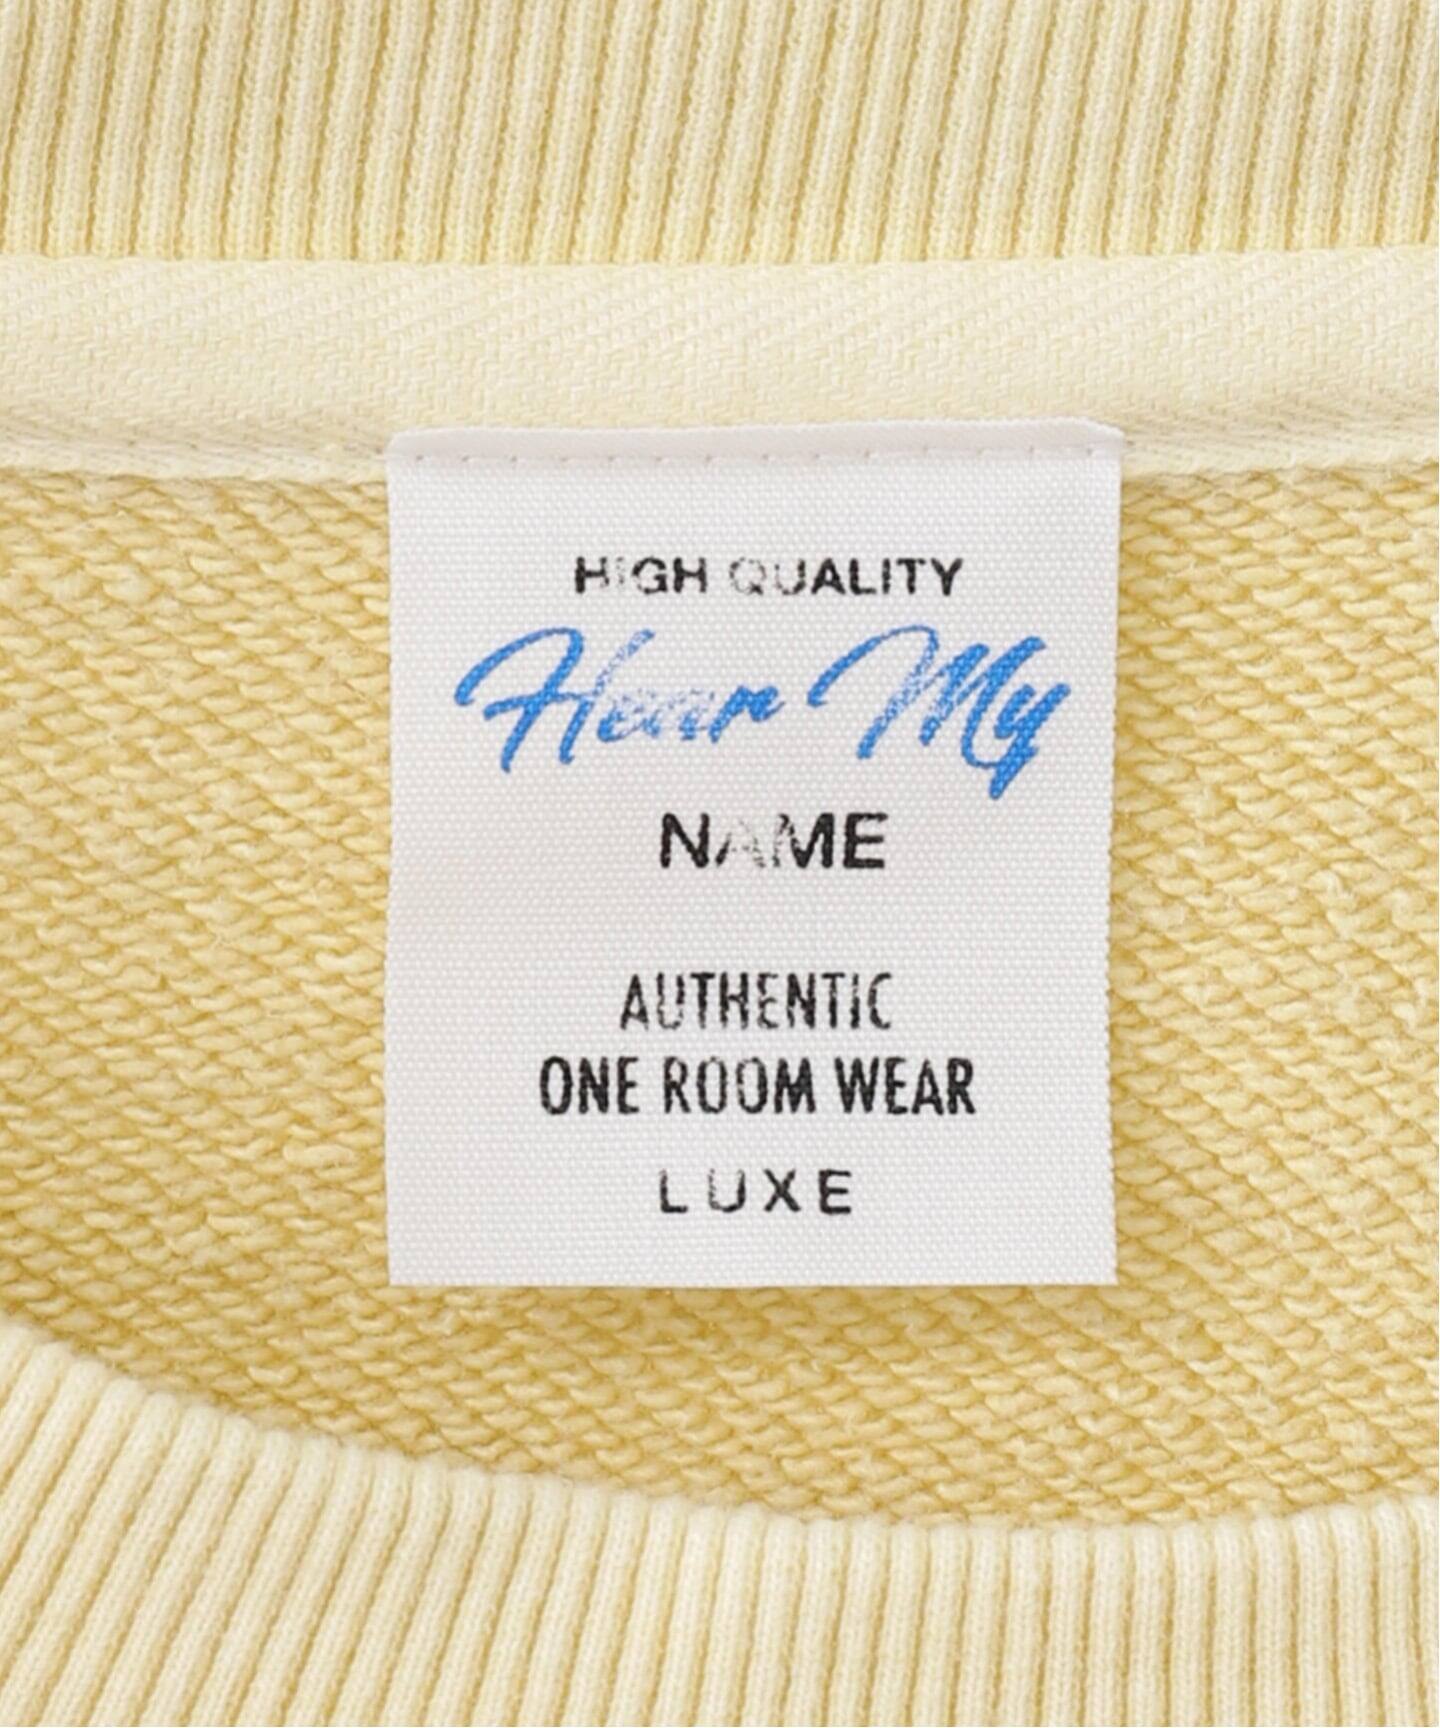 HIGH QUALITY
Hear My
NAME
AUTHENTIC
ONE ROOM WEAR
LUXE